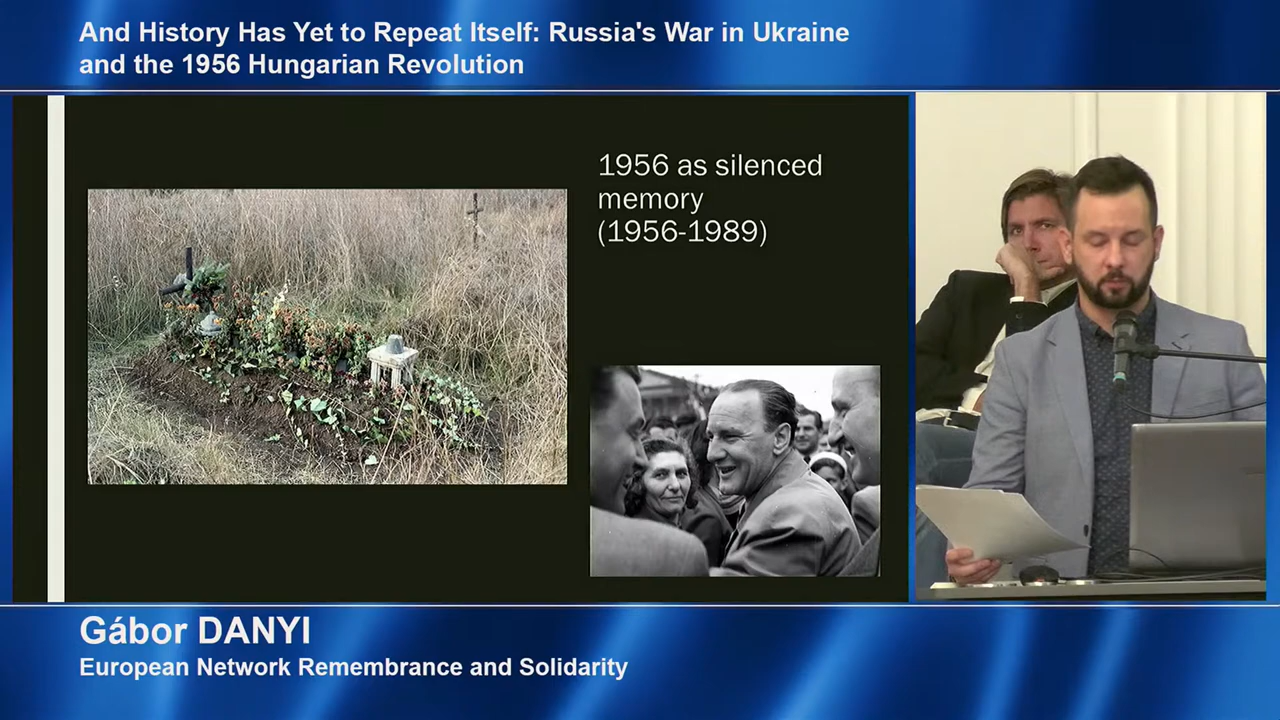 And History Has Yet to Repeat Itself: Russia's War in Ukraine
and the 1956 Hungarian Revolution
1956 as silenced
memory
(1956-1989)
Gábor DANYI
European Network Remembrance and Solidarity